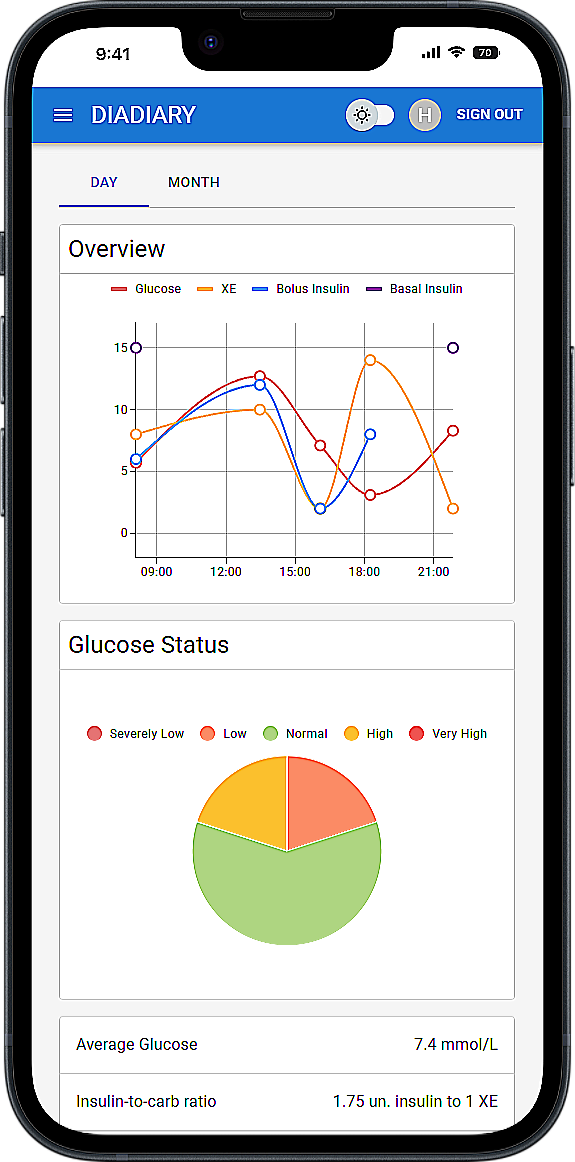 9:41
70
DIADIARY
H
SIGN OUT
DAY
MONTH
Overview
Glucose XE Bolus Insulin Basal Insulin
15
10
5
0
09:00 12:00 15:00 18:00 21:00
Glucose Status
Severely Low Low Normal High Very High
Average Glucose 7.4 mmol/L
Insulin-to-carb ratio 1.75 un. insulin to 1 XE